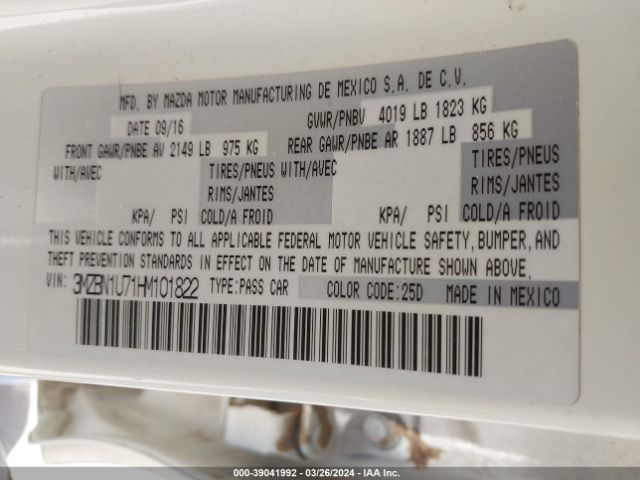 MFD. BY MAZDA MOTOR MANUFACTURING DE MEXICO S.A. DE C.V.
DATE 09/16 GVWR/PNBV 4019 LB 1823 KG
FRONT GAWR/PNBE AV 2149 LB 975 KG REAR GAWR/PNBE AR 1887 LB 856 KG
WITH/AVEC TIRES/PNEUS WITH/AVEC TIRES/PNEUS
RIMS/JANTES RIMS/JANTES
KPA/ PSI COLD/A FROID KPA/ PSI COLD/A FROID
THIS VEHICLE CONFORMS TO ALL APPLICABLE FEDERAL MOTOR VEHICLE SAFETY, BUMPER, AND
THEFT PREVENTION STANDARDS IN EFFECT ON THE DATE OF MANUFACTURE SHOWN ABOVE.
VIN: 3MZBN1U71HM101822 TYPE:PASS CAR COLOR CODE:25D MADE IN MEXICO
000-39041992 - 03/26/2024 - IAA Inc.